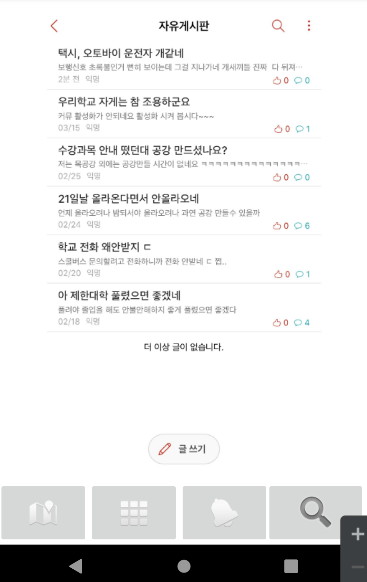 자유게시판
택시, 오토바이 운전자 개같네
보행신호 초록불인거 뻔히 보이는데 그걸 지나가네 개새끼들 진짜 다 뒤져…
2분 전 익명
0 0
우리학교 자게는 참 조용하군요
커뮤 활성화가 안되네요 활성화 시켜 봅시다~~~
03/15 익명
0 1
수강과목 안내 떴던대 공강 만드셨나요?
저는 목공강 외에는 공강만들 시간이 없네요 ㅋㅋㅋㅋㅋㅋㅋㅋㅋㅋㅋㅋㅋㅋ…
02/25 익명
0 0
21일날 올라온다면서 안올라오네
언제 올라오려나 밤되서야 올라오려나 과연 공강 만들수 있을까
02/24 익명
0 6
학교 전화 왜안받지 ㄷ
스쿨버스 문의할려고 전화하니까 전화 안받네 ㄷ
02/20 익명
0 1
아 제한대학 풀렸으면 좋겠네
풀려야 졸업을 해도 안불안해하지 좋게 풀렸으면 좋겠다
02/18 익명
0 4
더 이상 글이 없습니다.
글 쓰기